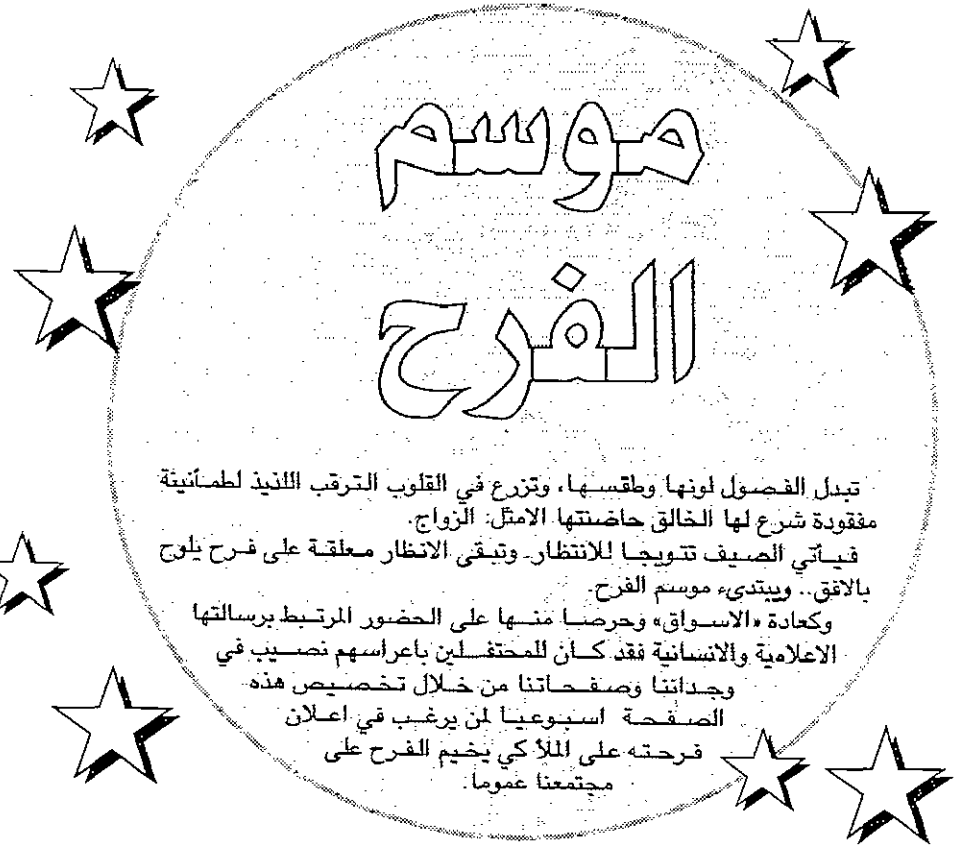 موسم
الفرح
تبدل الفصول لونها وطقسها، وتزرع في القلوب الترقب اللذيذ لطمأنينة
مفقودة شرع لها الخالق حاضنتها الامثل: الزواج.
فيأتي الصيف تتويجا للانتظار.. وتبقى الانظار معلقة على فرح يلوح
بالافق.. ويبتدىء موسم الفرح.
وكعادة «الاسواق» وحرصا منها على الحضور المرتبط برسالتها
الاعلامية والانسانية فقد كان للمحتفلين باعراسهم نصيب في
وجداننا وصفحاتنا من خلال تخصيص هذه
الصفحة اسبوعيا لمن يرغب في اعلان
فرحته على الملأ كي يخيم الفرح على
مجتمعنا عموما.